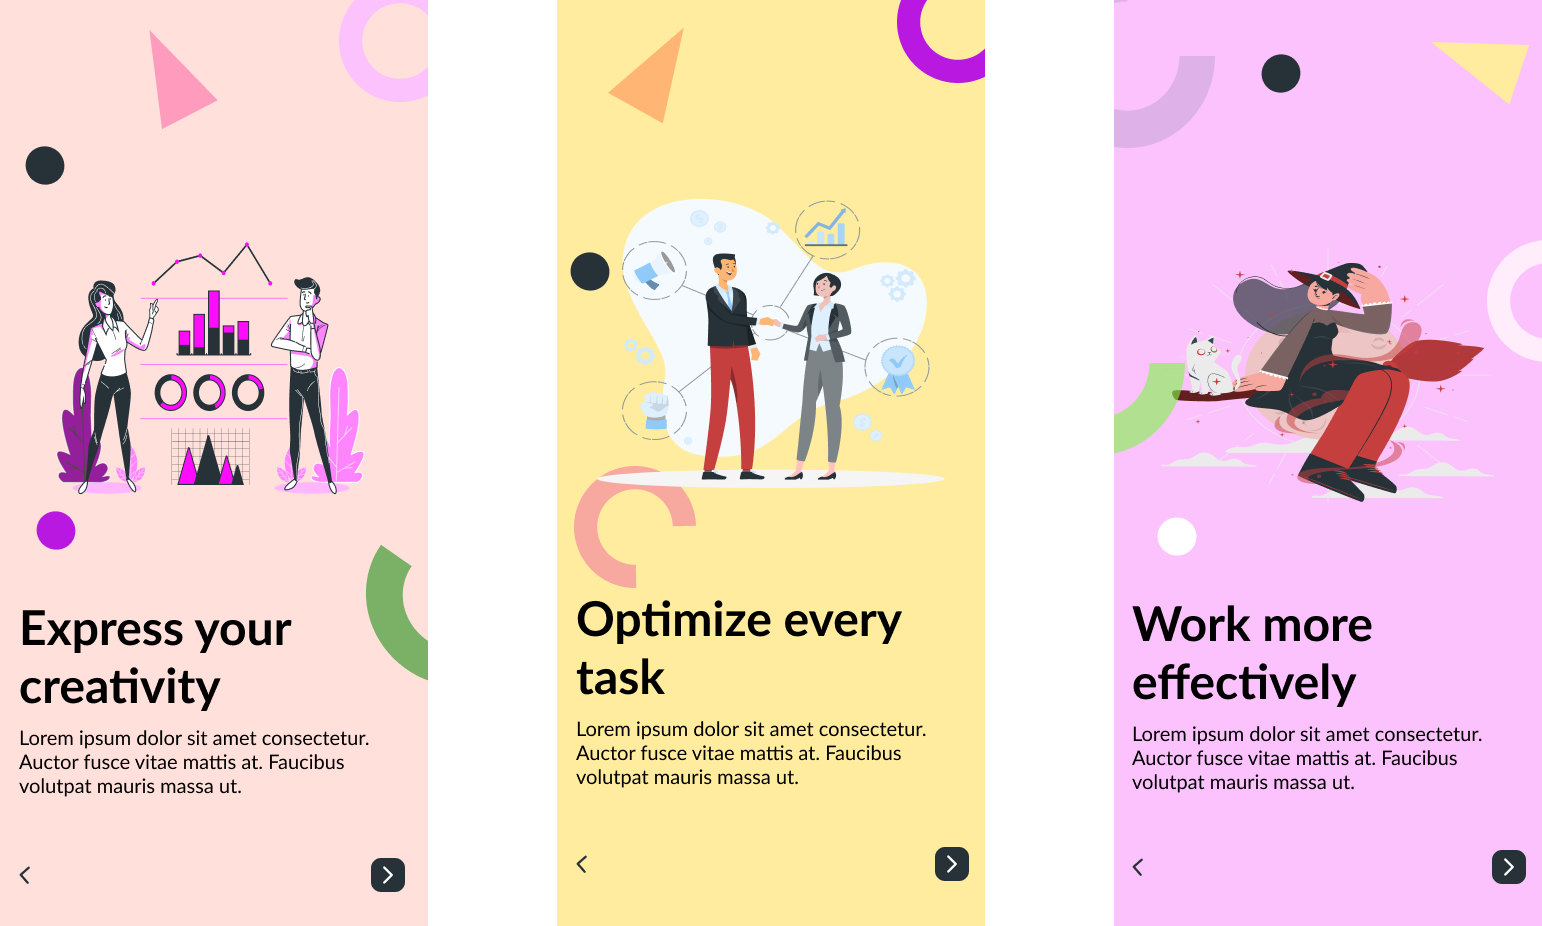 Express your
creativity
Lorem ipsum dolor sit amet consectetur.
Auctor fusce vitae mattis at. Faucibus
volutpat mauris massa ut.
Optimize every
task
Lorem ipsum dolor sit amet consectetur.
Auctor fusce vitae mattis at. Faucibus
volutpat mauris massa ut.
Work more
effectively
Lorem ipsum dolor sit amet consectetur.
Auctor fusce vitae mattis at. Faucibus
volutpat mauris massa ut.